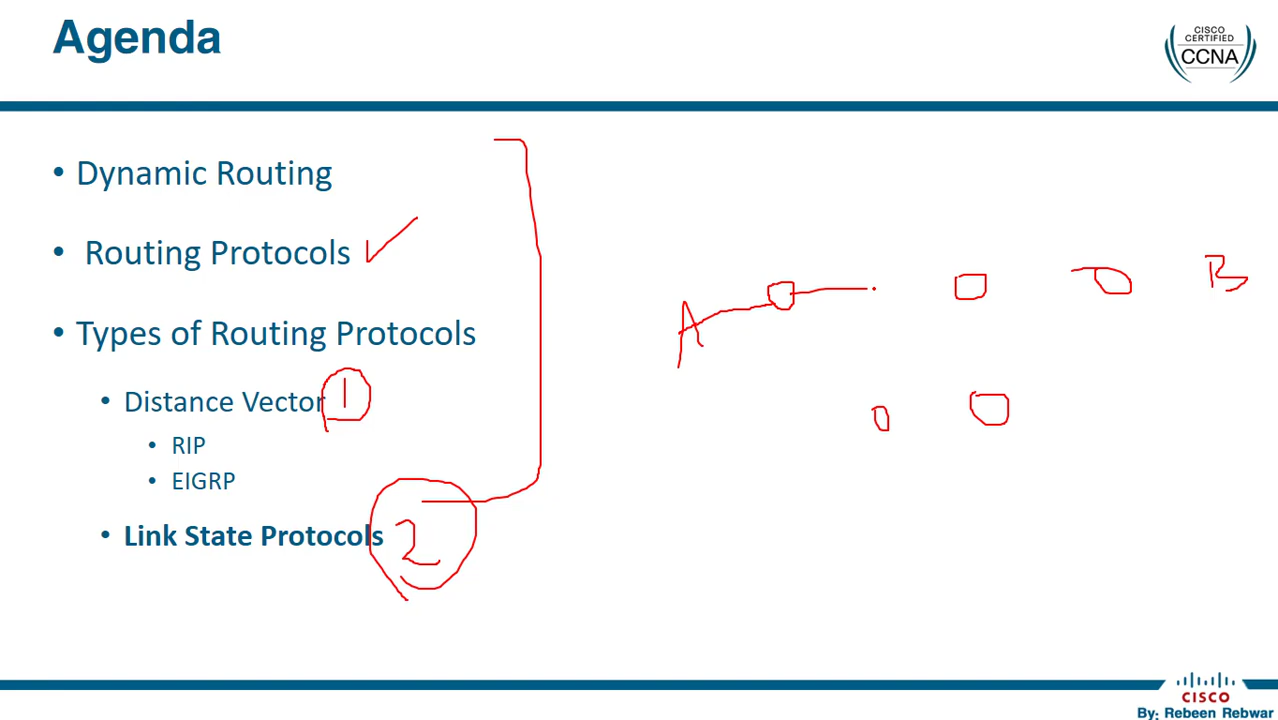 Agenda
CISCO
CERTIFIED
CCNA
• Dynamic Routing
• Routing Protocols
• Types of Routing Protocols
• Distance Vector 1
• RIP
• EIGRP
• Link State Protocols 2
A
B
CISCO
By: Rebeen Rebwar